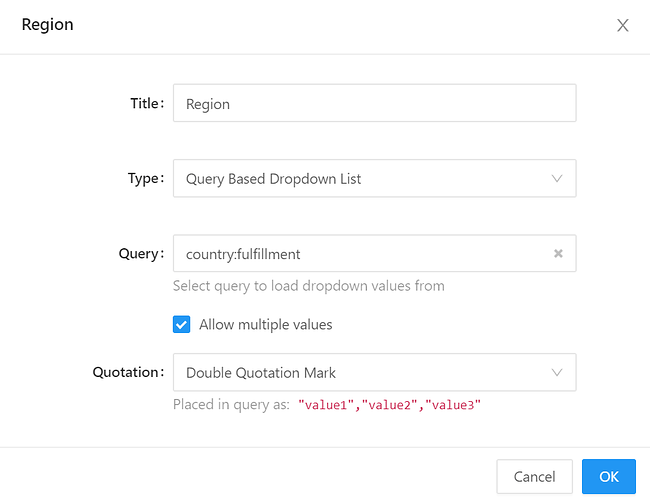 Region
Title: Region
Type: Query Based Dropdown List
Query: country:fulfillment
Select query to load dropdown values from
Allow multiple values
Quotation: Double Quotation Mark
Placed in query as: "value1","value2","value3"
Cancel OK